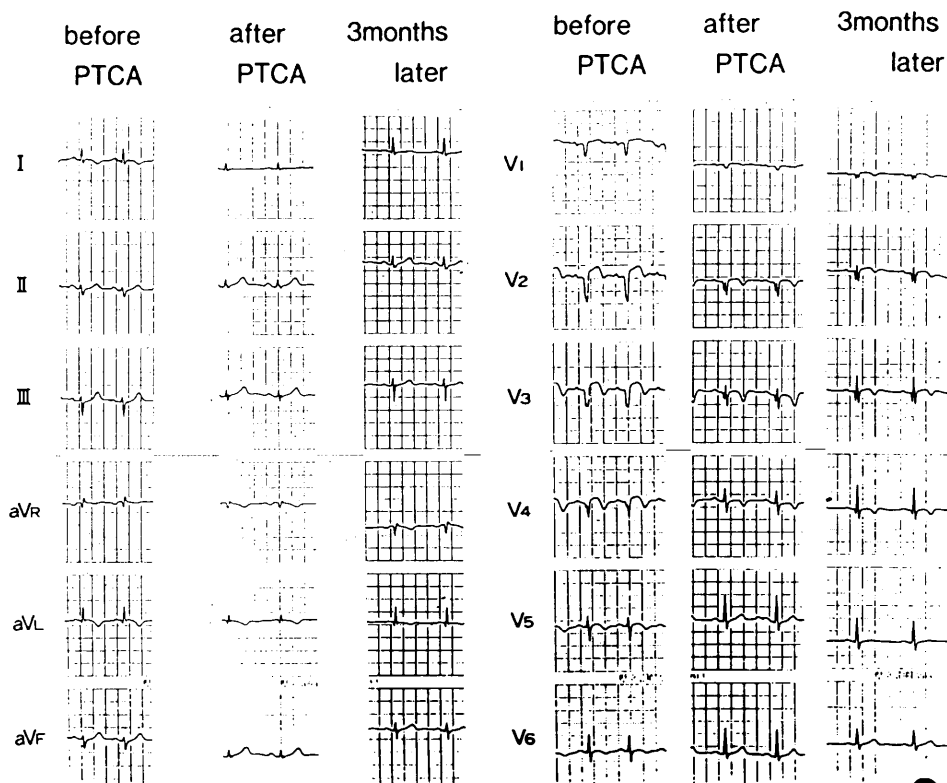 before after 3months
PTCA PTCA later
before after 3months
PTCA PTCA later
I
II
III
aVR
aVL
aVF
V1
V2
V3
V4
V5
V6